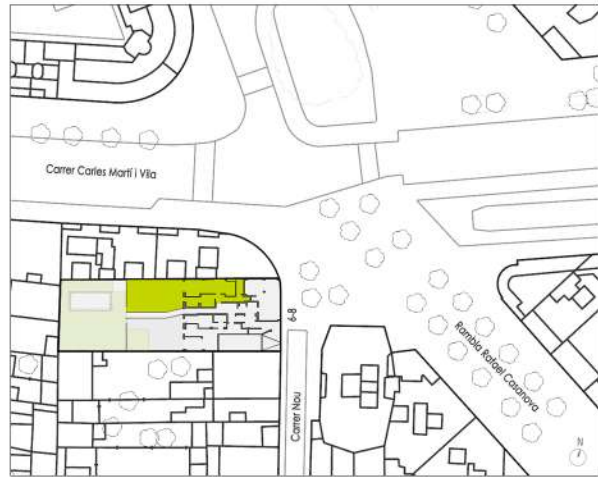 Carrer Carles Martí i Vila
6-8
Carrer Nou
Rambla Rafael Casanova
N